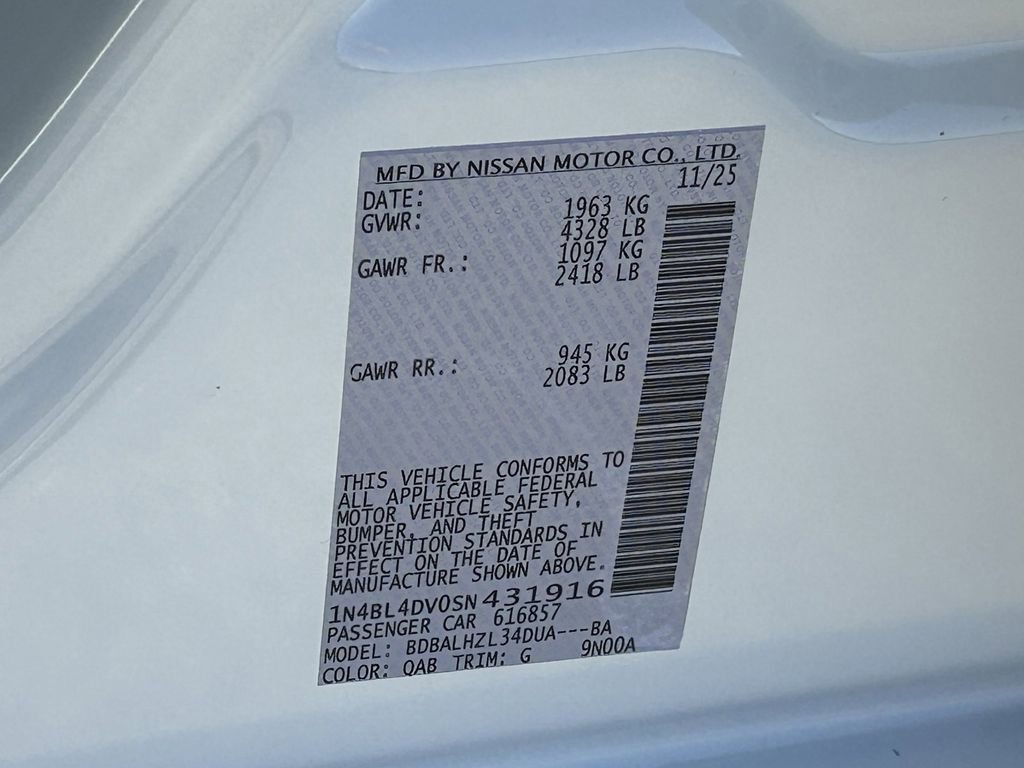 MFD BY NISSAN MOTOR CO., LTD.
DATE: 11/25
GVWR: 1963 KG
4328 LB
GAWR FR.: 1097 KG
2418 LB
GAWR RR.: 945 KG
2083 LB
THIS VEHICLE CONFORMS TO
ALL APPLICABLE FEDERAL
MOTOR VEHICLE SAFETY,
BUMPER, AND THEFT
PREVENTION STANDARDS IN
EFFECT ON THE DATE OF
MANUFACTURE SHOWN ABOVE.
1N4BL4DV0SN431916
PASSENGER CAR 616857
MODEL: BDBALHZL34DUA---BA
COLOR: QAB TRIM: G 9N00A